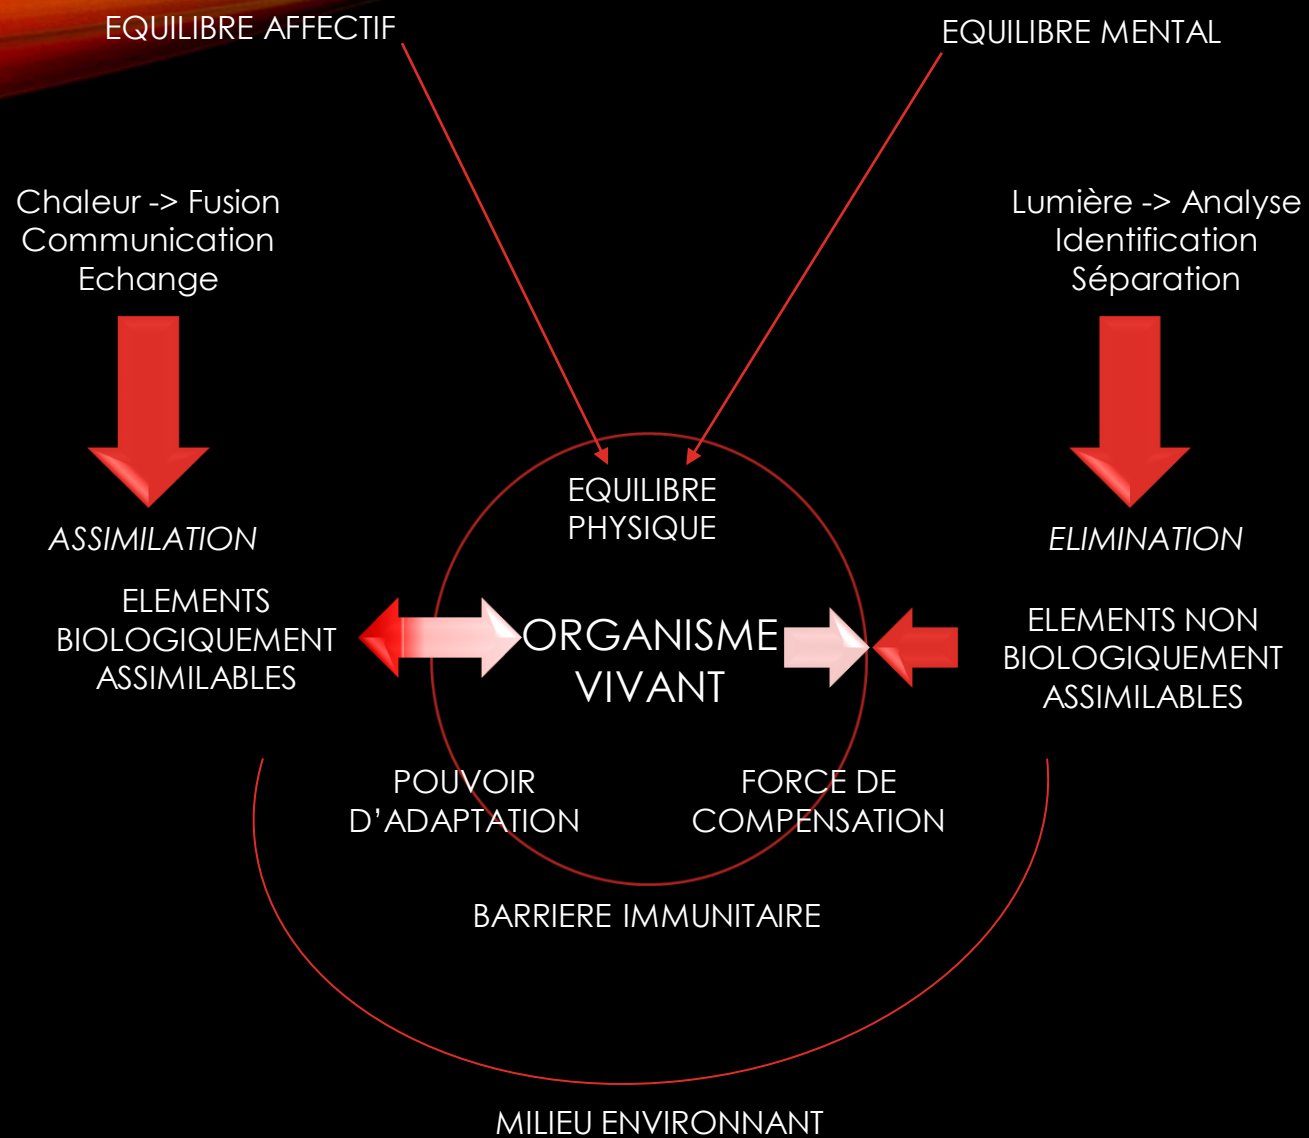 EQUILIBRE AFFECTIF
EQUILIBRE MENTAL
Chaleur -> Fusion
Communication
Echange
Lumière -> Analyse
Identification
Séparation
EQUILIBRE
PHYSIQUE
ASSIMILATION
ELIMINATION
ELEMENTS
BIOLOGIQUEMENT
ASSIMILABLES
ORGANISME
VIVANT
ELEMENTS NON
BIOLOGIQUEMENT
ASSIMILABLES
POUVOIR
D’ADAPTATION
FORCE DE
COMPENSATION
BARRIERE IMMUNITAIRE
MILIEU ENVIRONNANT